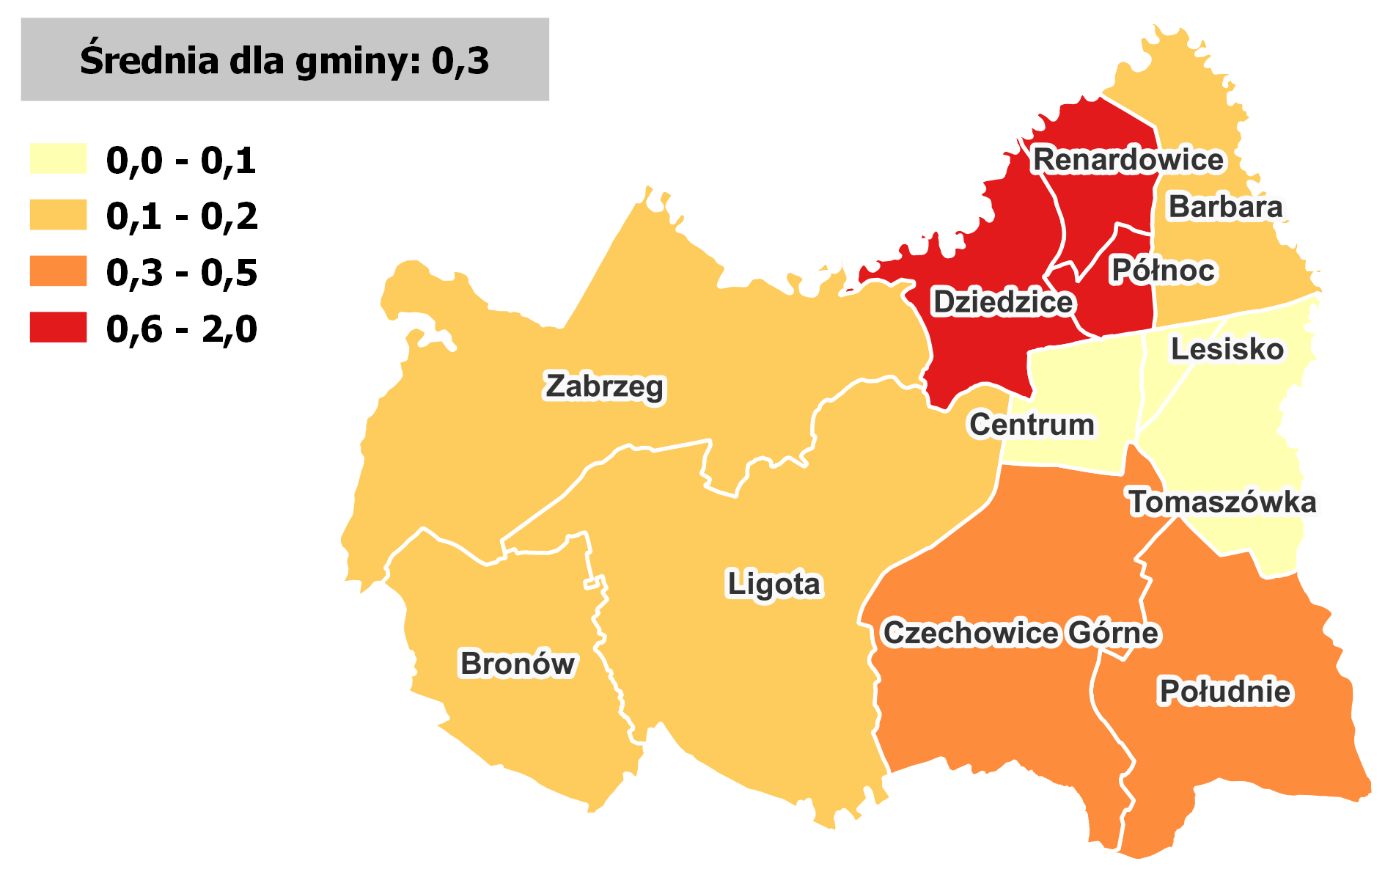 Średnia dla gminy: 0,3
0,0 - 0,1
0,1 - 0,2
0,3 - 0,5
0,6 - 2,0
Renardowice
Barbara
Północ
Dziedzice
Lesisko
Zabrzeg
Centrum
Tomaszówka
Ligota
Czechowice Górne
Bronów
Południe